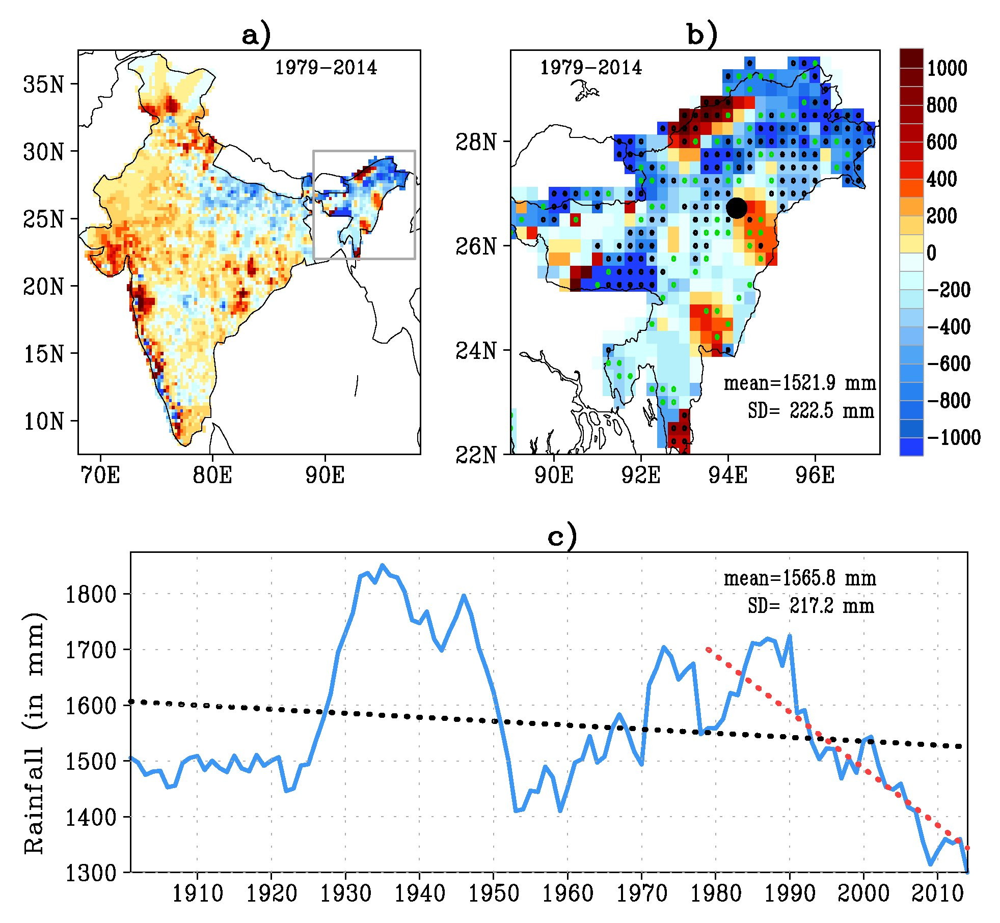 a)
1979-2014
35N
30N
25N
20N
15N
10N
70E
80E
90E
b)
1979-2014
28N
26N
24N
22N
90E
92E
94E
96E
mean=1521.9 mm
SD= 222.5 mm
1000
800
600
400
200
0
-200
-400
-600
-800
-1000
c)
mean=1565.8 mm
SD= 217.2 mm
Rainfall (in mm)
1800
1700
1600
1500
1400
1300
1910
1920
1930
1940
1950
1960
1970
1980
1990
2000
2010